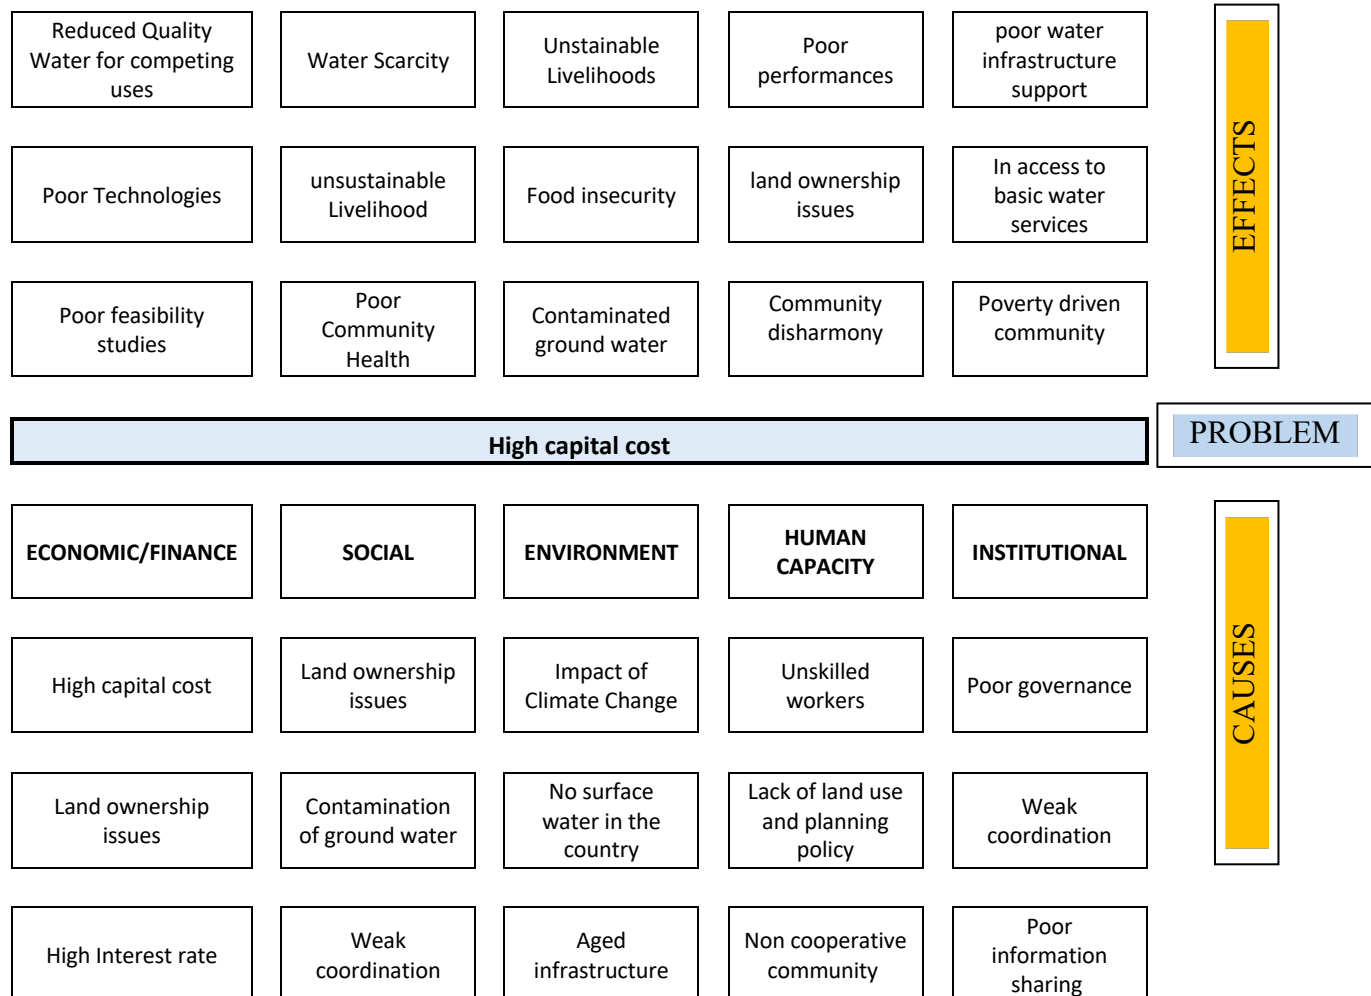 Reduced Quality
Water for competing
uses
Water Scarcity
Unstainable
Livelihoods
Poor
performances
poor water
infrastructure
support
Poor Technologies
unsustainable
Livelihood
Food insecurity
land ownership
issues
In access to
basic water
services
Poor feasibility
studies
Poor
Community
Health
Contaminated
ground water
Community
disharmony
Poverty driven
community
EFFECTS
High capital cost
PROBLEM
ECONOMIC/FINANCE
SOCIAL
ENVIRONMENT
HUMAN
CAPACITY
INSTITUTIONAL
High capital cost
Land ownership
issues
Impact of
Climate Change
Unskilled
workers
Poor governance
Land ownership
issues
Contamination
of ground water
No surface
water in the
country
Lack of land use
and planning
policy
Weak
coordination
High Interest rate
Weak
coordination
Aged
infrastructure
Non cooperative
community
Poor
information
sharing
CAUSES